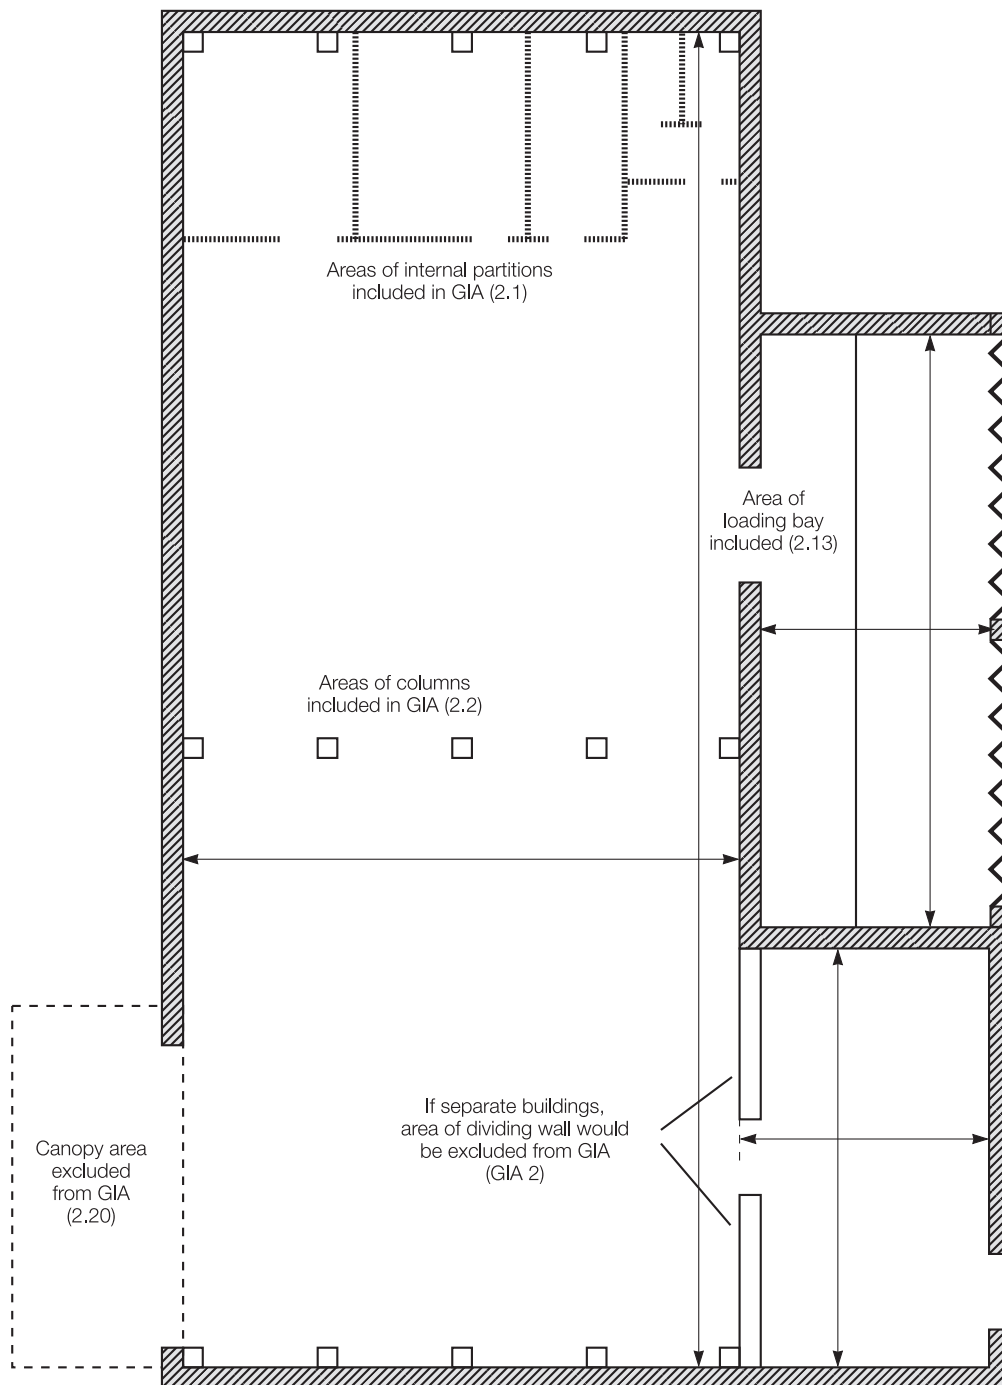 Areas of internal partitions
included in GIA (2.1)
Area of
loading bay
included (2.13)
Areas of columns
included in GIA (2.2)
If separate buildings,
area of dividing wall would
be excluded from GIA
(GIA 2)
Canopy area
excluded
from GIA
(2.20)